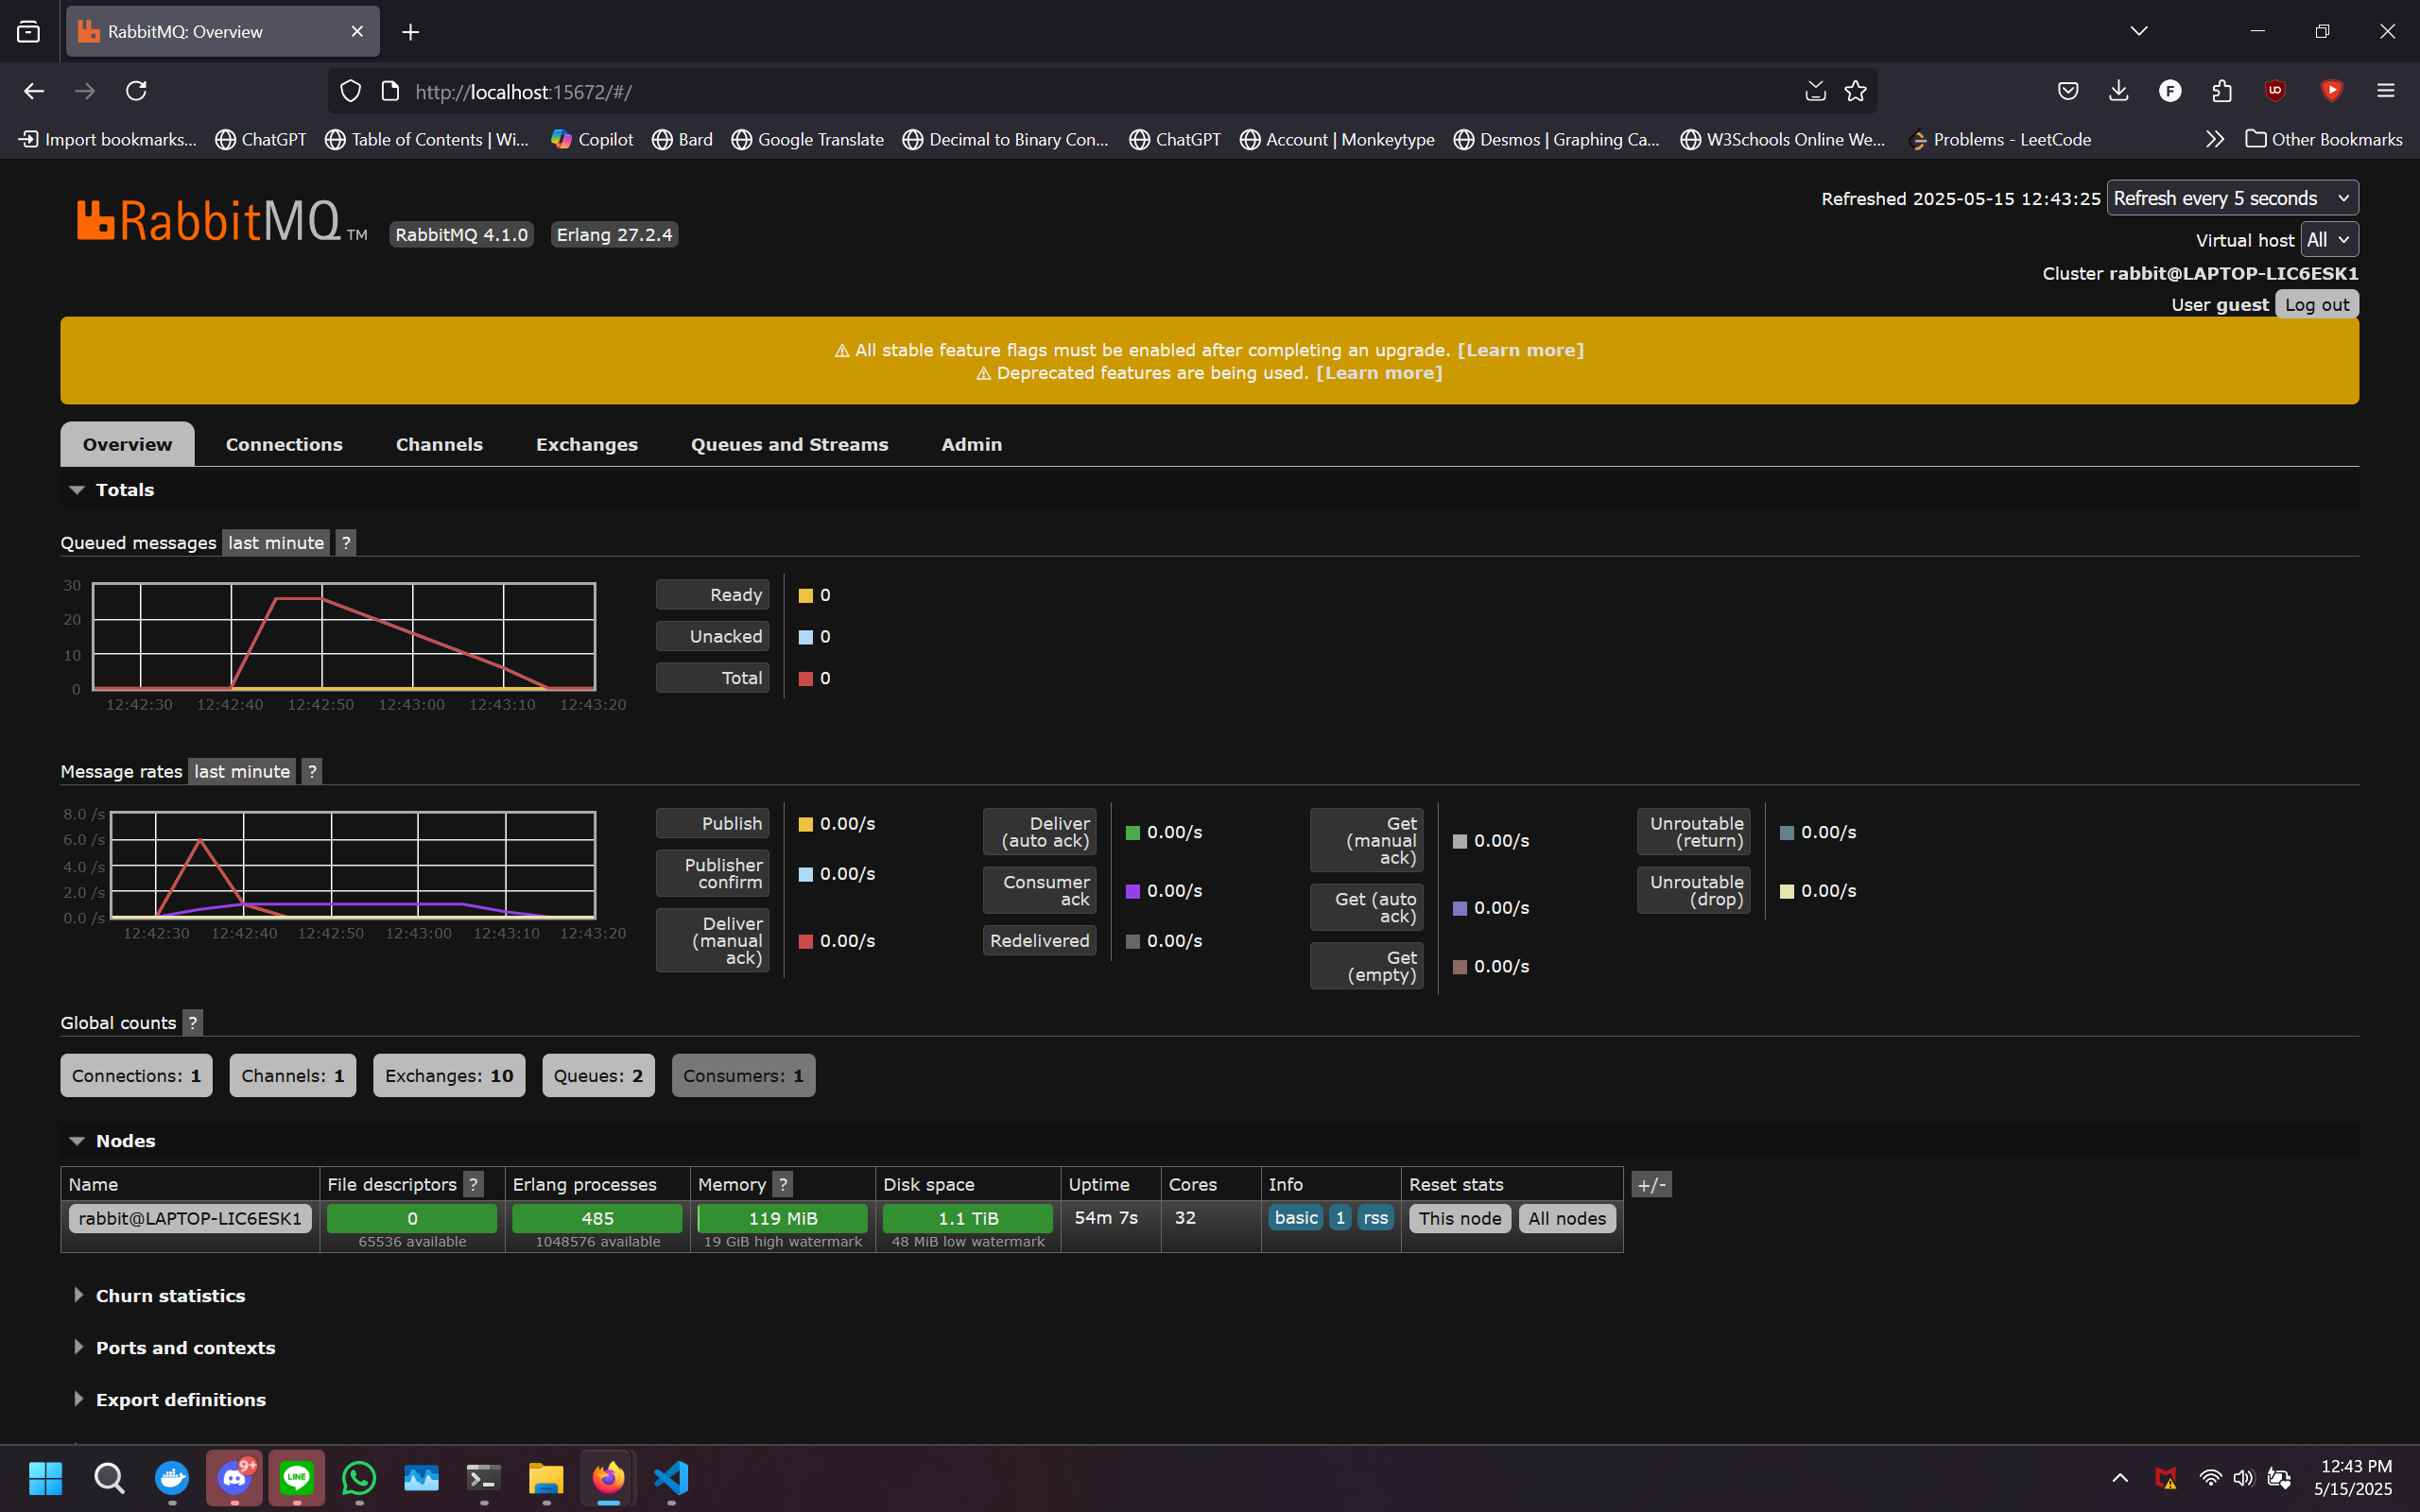 RabbitMQ: Overview
http://localhost:15672/#/
F
Import bookmarks...
ChatGPT
Table of Contents | Wi...
Copilot
Bard
Google Translate
Decimal to Binary Con...
ChatGPT
Account | Monkeytype
Desmos | Graphing Ca...
W3Schools Online We...
Problems - LeetCode
Other Bookmarks
RabbitMQ TM
RabbitMQ 4.1.0
Erlang 27.2.4
Refreshed 2025-05-15 12:43:25 Refresh every 5 seconds
Virtual host All
Cluster rabbit@LAPTOP-LIC6ESK1
User guest Log out
⚠ All stable feature flags must be enabled after completing an upgrade. [Learn more]
⚠ Deprecated features are being used. [Learn more]
Overview Connections Channels Exchanges Queues and Streams Admin
Totals
Queued messages last minute ?
30
20
10
0
12:42:30 12:42:40 12:42:50 12:43:00 12:43:10 12:43:20
Ready 0
Unacked 0
Total 0
Message rates last minute ?
8.0 /s
6.0 /s
4.0 /s
2.0 /s
0.0 /s
12:42:30 12:42:40 12:42:50 12:43:00 12:43:10 12:43:20
Publish 0.00/s
Publisher
confirm 0.00/s
Deliver
(manual
ack) 0.00/s
Deliver
(auto ack) 0.00/s
Consumer
ack 0.00/s
Redelivered 0.00/s
Get
(manual
ack) 0.00/s
Get (auto
ack) 0.00/s
Get
(empty) 0.00/s
Unroutable
(return) 0.00/s
Unroutable
(drop) 0.00/s
Global counts ?
Connections: 1
Channels: 1
Exchanges: 10
Queues: 2
Consumers: 1
Nodes
Name File descriptors ? Erlang processes Memory ? Disk space Uptime Cores Info Reset stats +/-
rabbit@LAPTOP-LIC6ESK1 0 485 119 MiB 1.1 TiB 54m 7s 32 basic 1 rss This node All nodes
65536 available 1048576 available 19 GiB high watermark 48 MiB low watermark
Churn statistics
Ports and contexts
Export definitions
9+
LINE
12:43 PM
5/15/2025